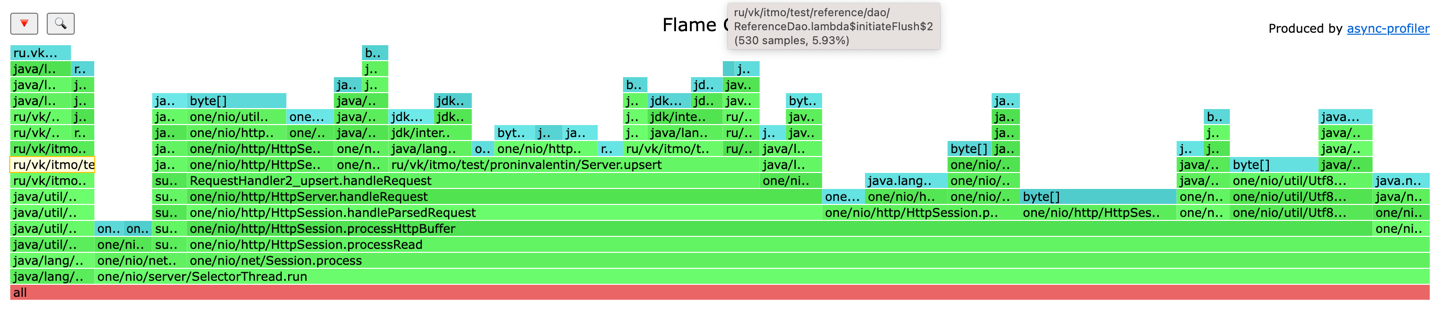 Flame
ru/vk/itmo/test/reference/dao/
ReferenceDao.lambda$initiateFlush$2
(530 samples, 5.93%)
Produced by async-profiler
ru.vk... b..
java/l.. r.. j.. j..
java/l.. j.. ja.. j.. b.. jd.. jav..
java/l.. j.. ja.. byte[] java/.. jdk.. j.. jdk... jd.. jav.. byt.. ja..
ru/vk/.. j.. ja.. one/nio/util.. one... java/.. jdk... jdk.. j.. jdk/inte... ru/.. jav.. ja.. b.. java...
ru/vk/.. r.. ja.. one/nio/http.. one/.. java/.. jdk/inter.. byt.. j.. ja.. j.. java/lan.. ru/.. j.. jav.. ja.. j.. java/..
ru/vk/itmo.. ja.. one/nio/http/HttpSe... one/n.. java/lang.. o.. one/nio/http.. r.. ru/vk/itmo/t.. ru/.. java/l.. byte[] ja.. j.. j.. java/..
ru/vk/itmo/te ja.. one/nio/http/HttpSe... one/n.. ru/vk/itmo/test/proninvalentin/Server.upsert java/l.. one/nio/.. ja.. java/.. byte[] java/..
ru/vk/itmo.. su.. RequestHandler2_upsert.handleRequest one/ni.. java.lang.. one/nio/.. java/.. one/nio/util/Utf8... java.n..
java/util/.. su.. one/nio/http/HttpServer.handleRequest one... one/nio/h.. one/nio/.. byte[] one/n.. one/nio/util/Utf8... java/n..
java/util/.. su.. one/nio/http/HttpSession.handleParsedRequest one/nio/http/HttpSession.p.. one/nio/http/HttpSes.. one/n.. one/nio/util/Utf8... one/ni..
java/util/.. on.. on.. su.. one/nio/http/HttpSession.processHttpBuffer one/ni..
java/util/.. one/ni.. su.. one/nio/http/HttpSession.processRead
java/lang/.. one/nio/net.. one/nio/net/Session.process
java/lang/.. one/nio/server/SelectorThread.run
all